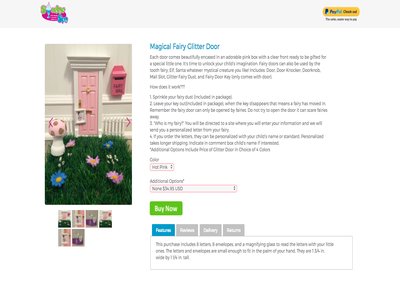 PayPal Check out
The safer, easier way to pay
Magical Fairy Glitter Door
Each door comes beautifully encased in an adorable pink box with a clear front ready to be gifted for
a special little one. It's time to unlock your child's imagination. Fairy doors can also be used by the
tooth fairy, Elf, Santa whatever mystical creature you like! Includes: Door, Door Knocker, Doorknob,
Mail Slot, Glitter Fairy Dust, and Fairy Door Key (only comes with door).
How does it work???
1. Sprinkle your fairy dust (included in package).
2. Leave your key out(included in package), when the key disappears that means a fairy has moved in.
Remember the fairy door can only be opened by fairies. Do not try to open the door it can scare fairies
away.
3. "Who is my fairy?" You will be directed to a site where you will enter your information and we will
send you a personalized letter from your fairy.
4. If you order the letters, they can be personalized with your child's name or standard. Personalized
takes longer shipping. Indicate in comment box child's name if interested.
*Additional Options Include Price of Glitter Door in Choice of 4 Colors
Color
Hot Pink
Additional Options*
None $34.95 USD
Buy Now
Features
Reviews
Delivery
Returns
This purchase includes 8 letters, 8 envelopes, and a magnifying glass to read the letters with your little
ones. The letters and envelopes are small enough to fit in the palm of your hand. They are 1 3/4 in.
wide by 1 1/4 in. tall.